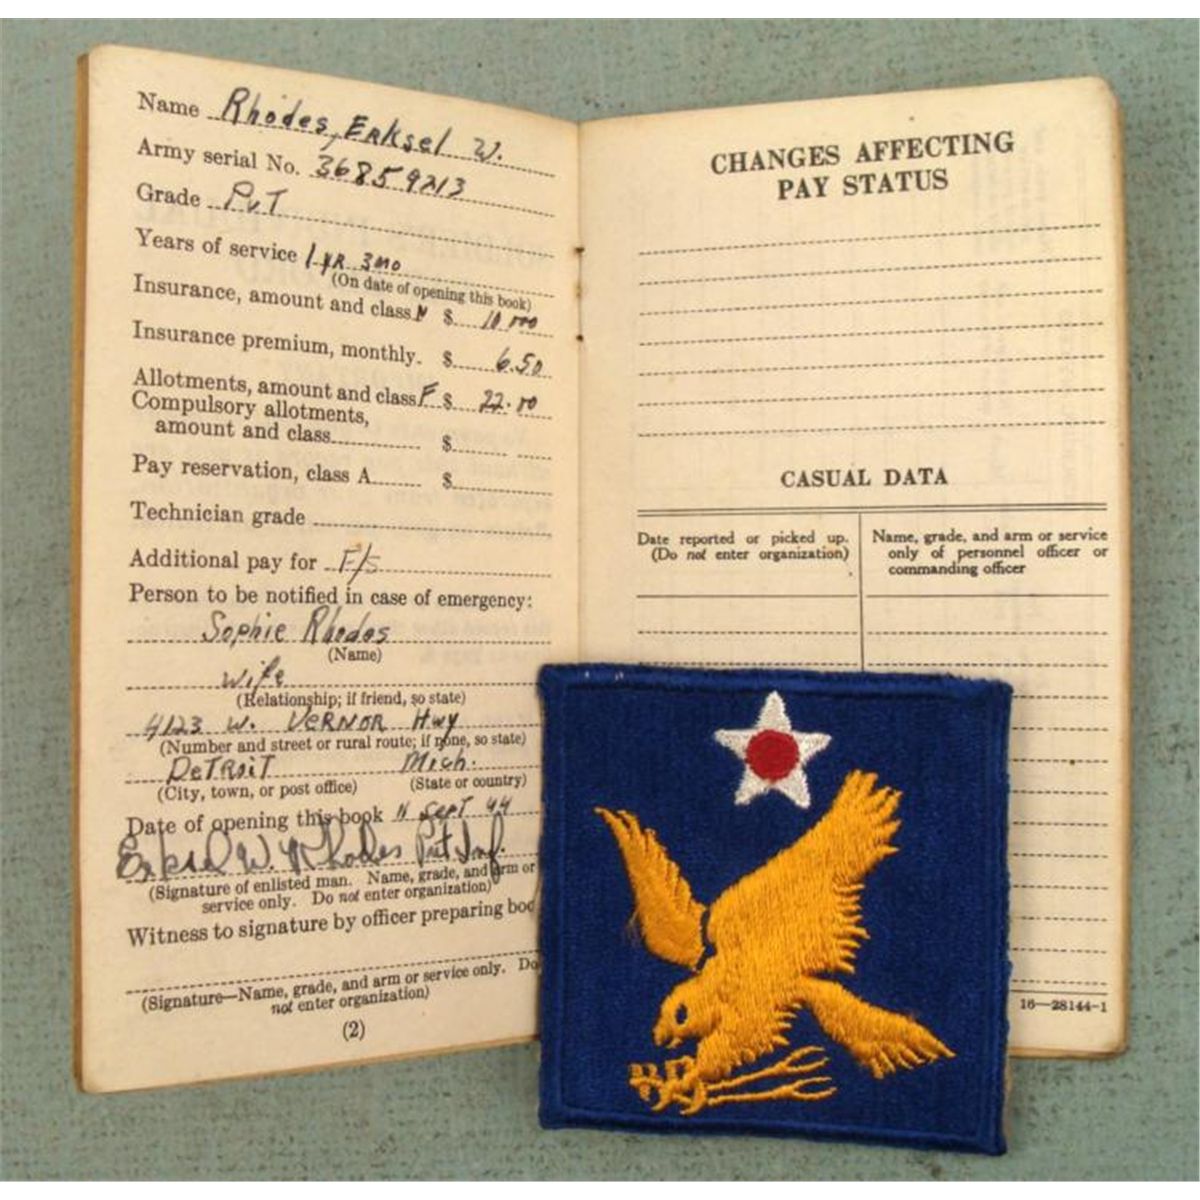 Name Rhodes, Erksel W.
Army serial No. 36859213
Grade Pvt
Years of service 1 yr 3mo
(On date of opening this book)
Insurance, amount and class N $ 10 000
Insurance premium, monthly. $ 6.50
Allotments, amount and class F $ 22.00
Compulsory allotments,
amount and class $
Pay reservation, class A $
Technician grade
Additional pay for F/S
Person to be notified in case of emergency:
Sophie Rhodes
(Name)
wife
(Relationship; if friend, so state)
4123 W. VERNOR Hwy
(Number and street or rural route; if none, so state)
DETROIT Mich.
(City, town, or post office) (State or country)
Date of opening this book 11 Sept 44
Erksel W. Rhodes Pvt Inf.
(Signature of enlisted man. Name, grade, and arm or
service only. Do not enter organization)
Witness to signature by officer preparing boo
(Signature—Name, grade, and arm or service only. Do
not enter organization)
(2)
CHANGES AFFECTING
PAY STATUS
CASUAL DATA
Date reported or picked up.
(Do not enter organization)
Name, grade, and arm or service
only of personnel officer or
commanding officer
16—28144-1